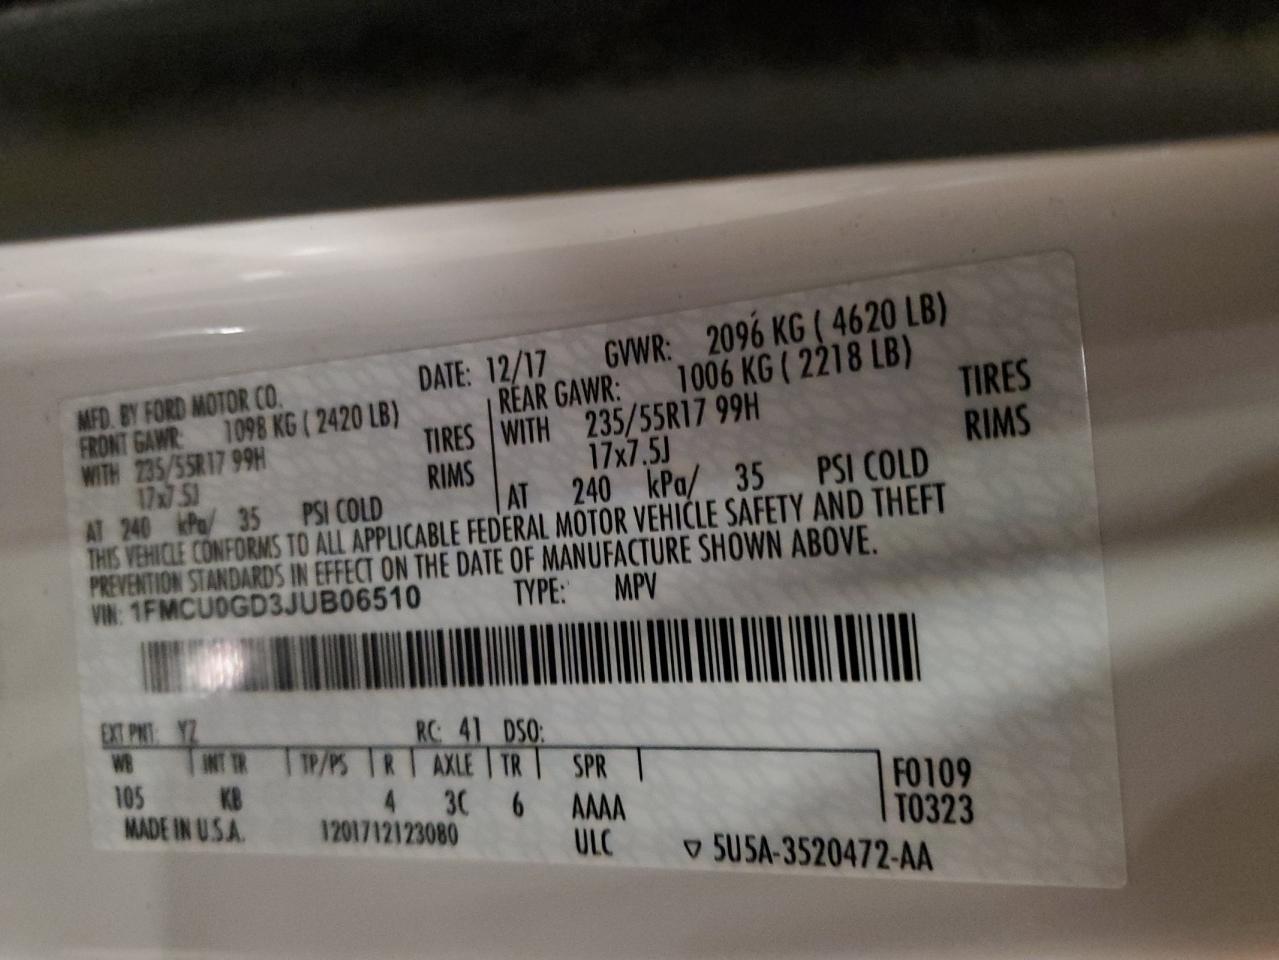 MFD. BY FORD MOTOR CO. DATE: 12/17 GVWR: 2096 KG ( 4620 LB)
FRONT GAWR: 1098 KG ( 2420 LB) REAR GAWR: 1006 KG ( 2218 LB)
WITH 235/55R17 99H TIRES WITH 235/55R17 99H TIRES
17x7.5J RIMS 17x7.5J RIMS
AT 240 kPa/ 35 PSI COLD AT 240 kPa/ 35 PSI COLD
THIS VEHICLE CONFORMS TO ALL APPLICABLE FEDERAL MOTOR VEHICLE SAFETY AND THEFT
PREVENTION STANDARDS IN EFFECT ON THE DATE OF MANUFACTURE SHOWN ABOVE.
VIN: 1FMCU0GD3JUB06510 TYPE: MPV
EXT PNT: YZ RC: 41 DSO:
WB INT TR TP/PS R AXLE TR SPR F0109
105 KB 4 3C 6 AAAA T0323
MADE IN U.S.A. 1201712123080 ULC ▽ 5U5A-3520472-AA